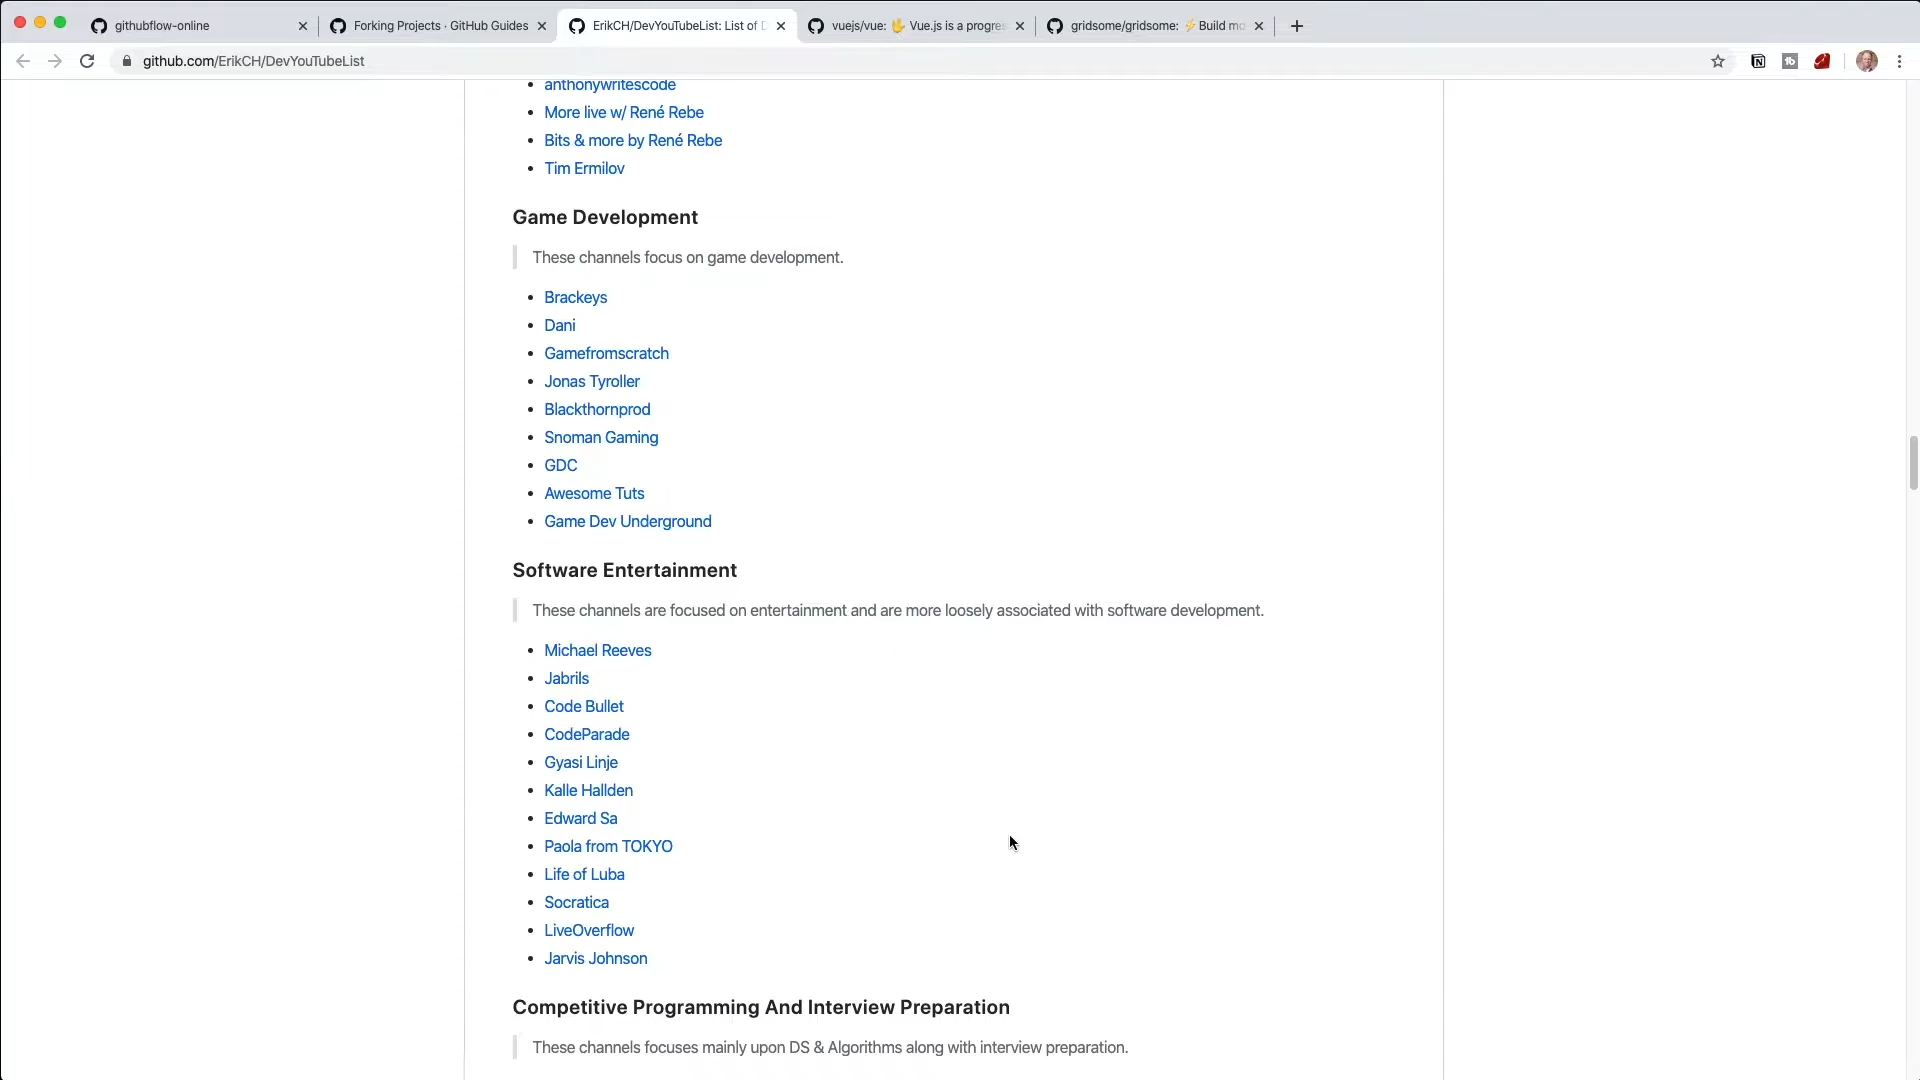 githubflow-online
Forking Projects · GitHub Guides
ErikCH/DevYouTubeList: List of D
vuejs/vue: 🖖 Vue.js is a progres
gridsome/gridsome: ⚡Build mo
github.com/ErikCH/DevYouTubeList
anthonywritescode
More live w/ René Rebe
Bits & more by René Rebe
Tim Ermilov
Game Development
These channels focus on game development.
Brackeys
Dani
Gamefromscratch
Jonas Tyroller
Blackthornprod
Snoman Gaming
GDC
Awesome Tuts
Game Dev Underground
Software Entertainment
These channels are focused on entertainment and are more loosely associated with software development.
Michael Reeves
Jabrils
Code Bullet
CodeParade
Gyasi Linje
Kalle Hallden
Edward Sa
Paola from TOKYO
Life of Luba
Socratica
LiveOverflow
Jarvis Johnson
Competitive Programming And Interview Preparation
These channels focuses mainly upon DS & Algorithms along with interview preparation.